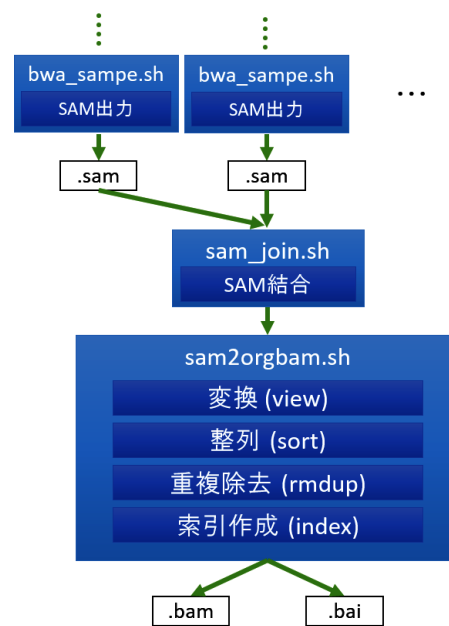 bwa_sampe.sh
SAM出力
bwa_sampe.sh
SAM出力
...
.sam
.sam
sam_join.sh
SAM結合
sam2orgbam.sh
変換 (view)
整列 (sort)
重複除去 (rmdup)
索引作成 (index)
.bam
.bai